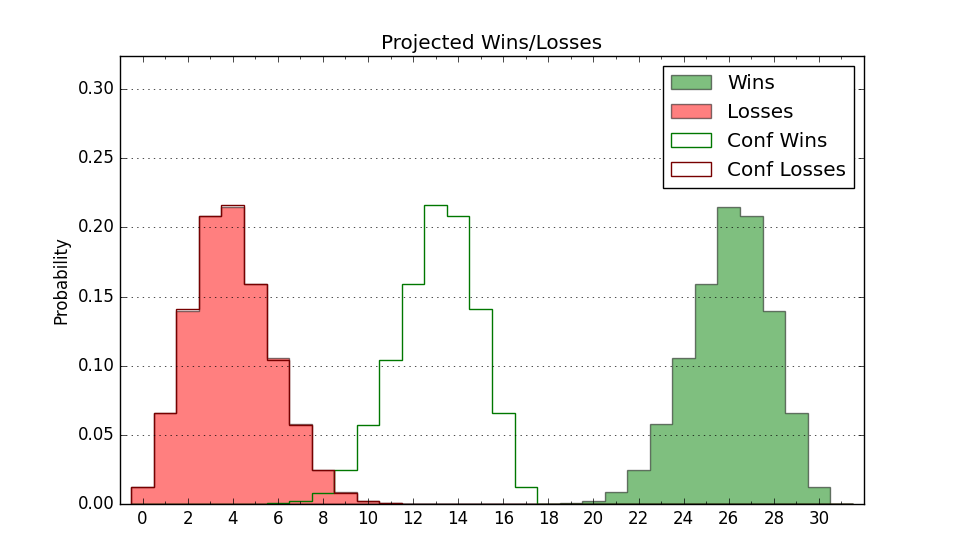 Projected Wins/Losses
Wins
Losses
Conf Wins
Conf Losses
Probability
0.30
0.25
0.20
0.15
0.10
0.05
0.00
0 2 4 6 8 10 12 14 16 18 20 22 24 26 28 30